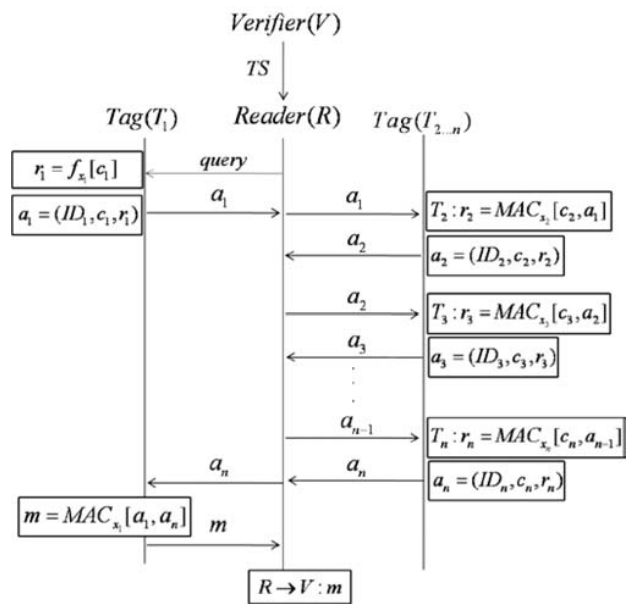 Verifier(V)
TS
Tag(T₁) Reader(R) Tag(T₂...ₙ)
query
r₁ = fₓ₁[c₁]
a₁ = (ID₁, c₁, r₁)
a₁
a₁
T₂ : r₂ = MACₓ₂[c₂, a₁]
a₂
a₂ = (ID₂, c₂, r₂)
a₂
T₃ : r₃ = MACₓ₃[c₃, a₂]
a₃
a₃ = (ID₃, c₃, r₃)
aₙ₋₁
Tₙ : rₙ = MACₓₙ[cₙ, aₙ₋₁]
aₙ
aₙ
aₙ = (IDₙ, cₙ, rₙ)
m = MACₓ₁[a₁, aₙ]
m
R → V : m